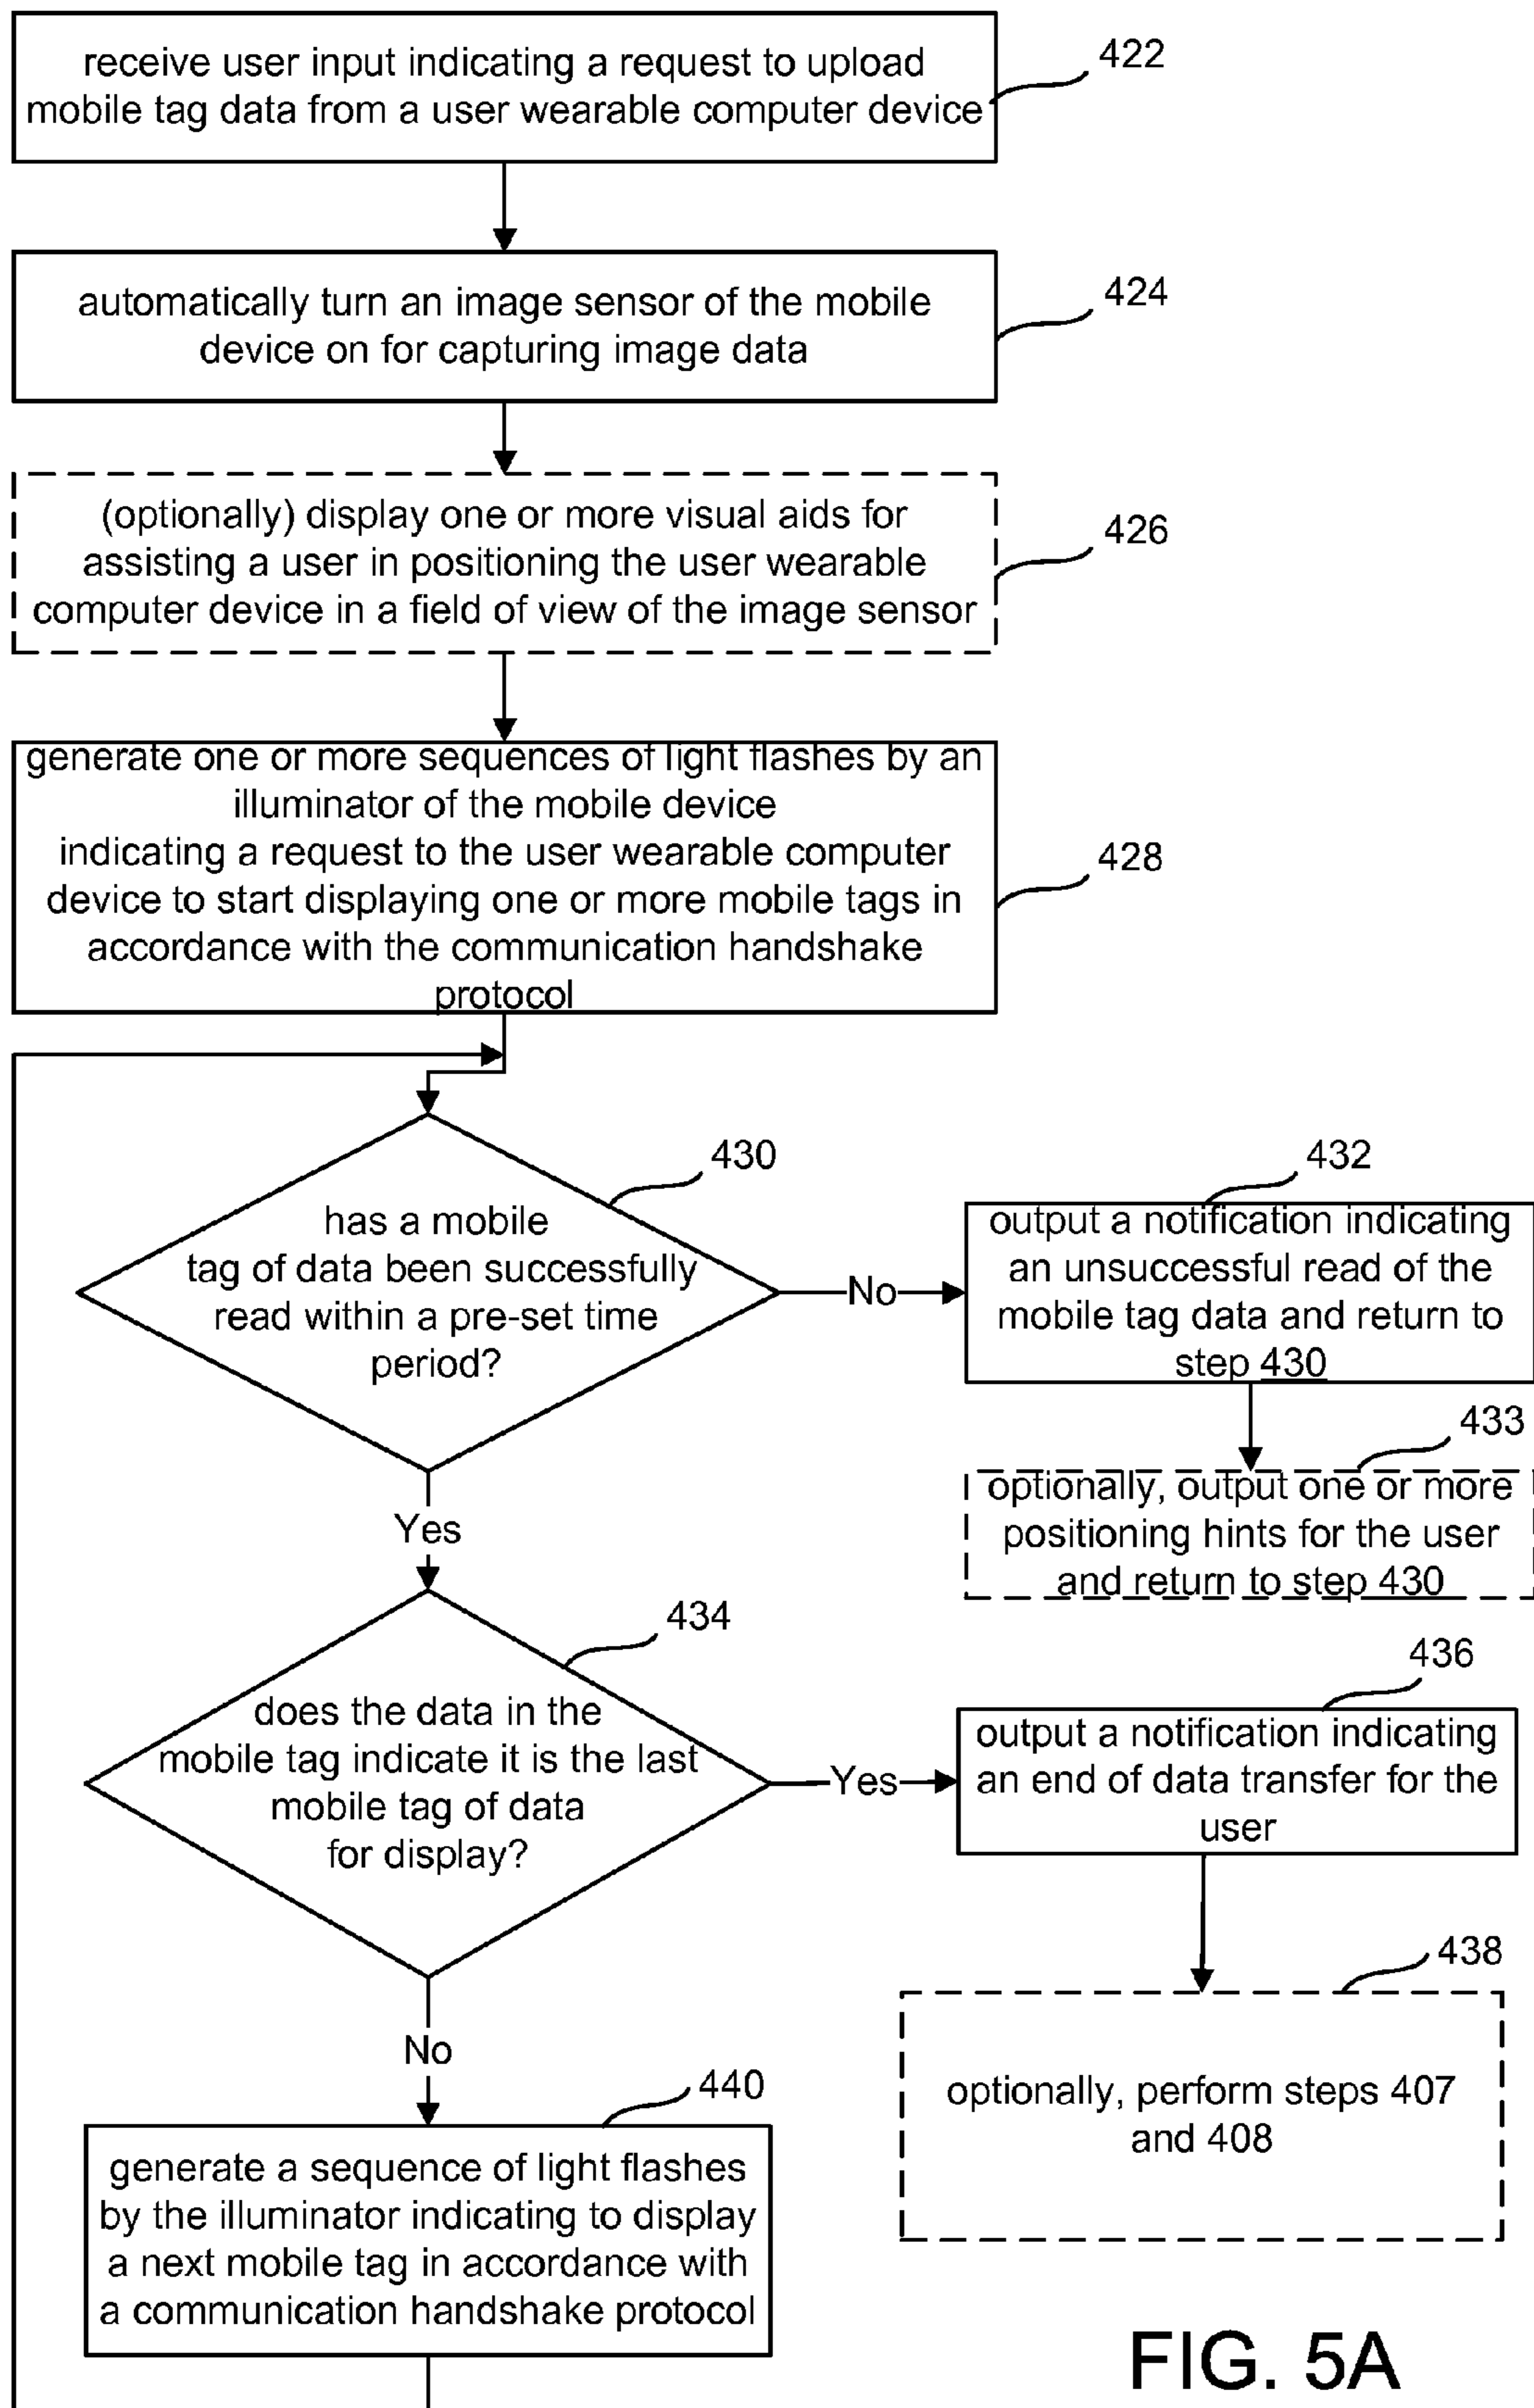 receive user input indicating a request to upload
mobile tag data from a user wearable computer device
422
automatically turn an image sensor of the mobile
device on for capturing image data
424
(optionally) display one or more visual aids for
assisting a user in positioning the user wearable
computer device in a field of view of the image sensor
426
generate one or more sequences of light flashes by an
illuminator of the mobile device
indicating a request to the user wearable computer
device to start displaying one or more mobile tags in
accordance with the communication handshake
protocol
428
430
has a mobile
tag of data been successfully
read within a pre-set time
period?
No
432
output a notification indicating
an unsuccessful read of the
mobile tag data and return to
step 430
433
optionally, output one or more
positioning hints for the user
and return to step 430
Yes
434
does the data in the
mobile tag indicate it is the last
mobile tag of data
for display?
Yes
436
output a notification indicating
an end of data transfer for the
user
438
optionally, perform steps 407
and 408
No
440
generate a sequence of light flashes
by the illuminator indicating to display
a next mobile tag in accordance with
a communication handshake protocol
FIG. 5A